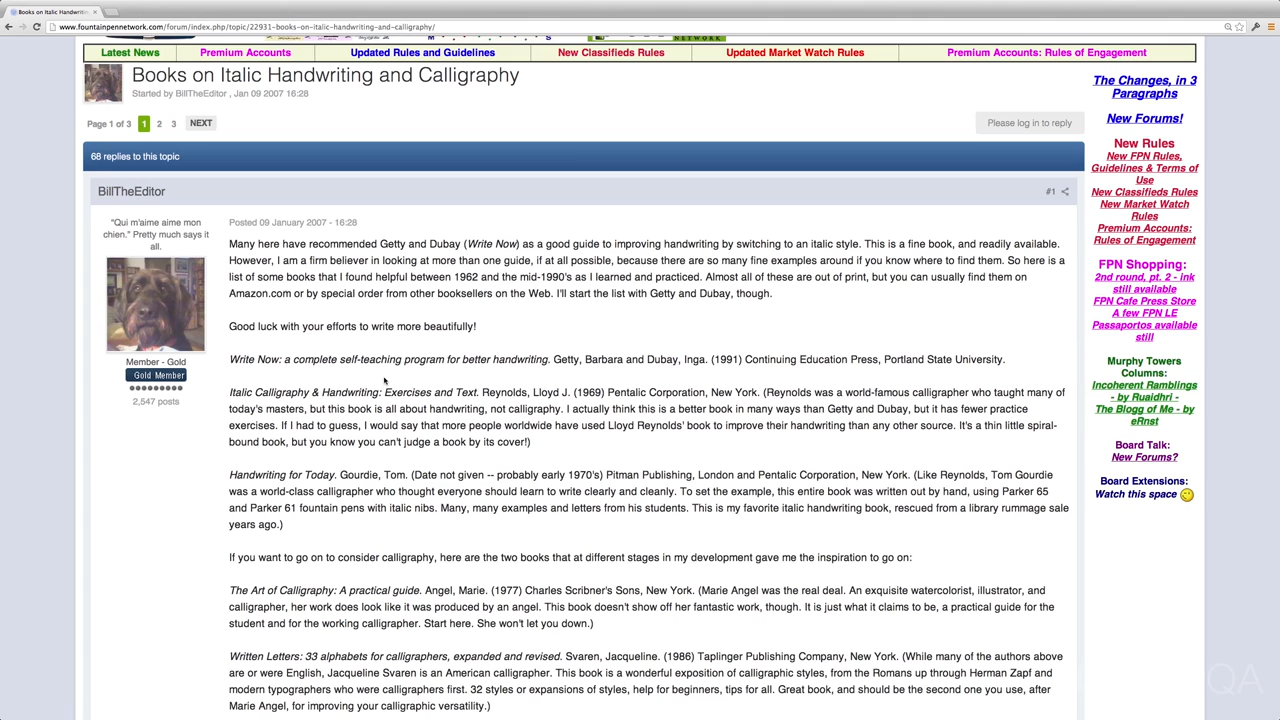 Books on Italic Handwritin
www.fountainpennetwork.com/forum/index.php/topic/22931-books-on-italic-handwriting-and-calligraphy/
NETWORK
Latest News
Premium Accounts
Updated Rules and Guidelines
New Classifieds Rules
Updated Market Watch Rules
Premium Accounts: Rules of Engagement
Books on Italic Handwriting and Calligraphy
Started by BillTheEditor , Jan 09 2007 16:28
Page 1 of 3 1 2 3 NEXT
Please log in to reply
68 replies to this topic
BillTheEditor
#1
"Qui m'aime aime mon
chien." Pretty much says it
all.
Member - Gold
Gold Member
2,547 posts
Posted 09 January 2007 - 16:28
Many here have recommended Getty and Dubay (Write Now) as a good guide to improving handwriting by switching to an italic style. This is a fine book, and readily available.
However, I am a firm believer in looking at more than one guide, if at all possible, because there are so many fine examples around if you know where to find them. So here is a
list of some books that I found helpful between 1962 and the mid-1990's as I learned and practiced. Almost all of these are out of print, but you can usually find them on
Amazon.com or by special order from other booksellers on the Web. I'll start the list with Getty and Dubay, though.
Good luck with your efforts to write more beautifully!
Write Now: a complete self-teaching program for better handwriting. Getty, Barbara and Dubay, Inga. (1991) Continuing Education Press, Portland State University.
Italic Calligraphy & Handwriting: Exercises and Text. Reynolds, Lloyd J. (1969) Pentalic Corporation, New York. (Reynolds was a world-famous calligrapher who taught many of
today's masters, but this book is all about handwriting, not calligraphy. I actually think this is a better book in many ways than Getty and Dubay, but it has fewer practice
exercises. If I had to guess, I would say that more people worldwide have used Lloyd Reynolds' book to improve their handwriting than any other source. It's a thin little spiral-
bound book, but you know you can't judge a book by its cover!)
Handwriting for Today. Gourdie, Tom. (Date not given -- probably early 1970's) Pitman Publishing, London and Pentalic Corporation, New York. (Like Reynolds, Tom Gourdie
was a world-class calligrapher who thought everyone should learn to write clearly and cleanly. To set the example, this entire book was written out by hand, using Parker 65
and Parker 61 fountain pens with italic nibs. Many, many examples and letters from his students. This is my favorite italic handwriting book, rescued from a library rummage sale
years ago.)
If you want to go on to consider calligraphy, here are the two books that at different stages in my development gave me the inspiration to go on:
The Art of Calligraphy: A practical guide. Angel, Marie. (1977) Charles Scribner's Sons, New York. (Marie Angel was the real deal. An exquisite watercolorist, illustrator, and
calligrapher, her work does look like it was produced by an angel. This book doesn't show off her fantastic work, though. It is just what it claims to be, a practical guide for the
student and for the working calligrapher. Start here. She won't let you down.)
Written Letters: 33 alphabets for calligraphers, expanded and revised. Svaren, Jacqueline. (1986) Taplinger Publishing Company, New York. (While many of the authors above
are or were English, Jacqueline Svaren is an American calligrapher. This book is a wonderful exposition of calligraphic styles, from the Romans up through Herman Zapf and
modern typographers who were calligraphers first. 32 styles or expansions of styles, help for beginners, tips for all. Great book, and should be the second one you use, after
Marie Angel, for improving your calligraphic versatility.)
The Changes, in 3
Paragraphs
New Forums!
New Rules
New FPN Rules,
Guidelines & Terms of
Use
New Classifieds Rules
New Market Watch
Rules
Premium Accounts:
Rules of Engagement
FPN Shopping:
2nd round, pt. 2 - ink
still available
FPN Cafe Press Store
A few FPN LE
Passaportos available
still
Murphy Towers
Columns:
Incoherent Ramblings
- by Ruaidhri -
The Blogg of Me - by
eRnst
Board Talk:
New Forums?
Board Extensions:
Watch this space
QA